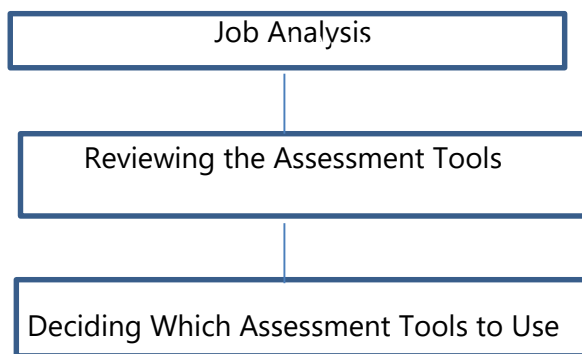 Job Analysis
Reviewing the Assessment Tools
Deciding Which Assessment Tools to Use